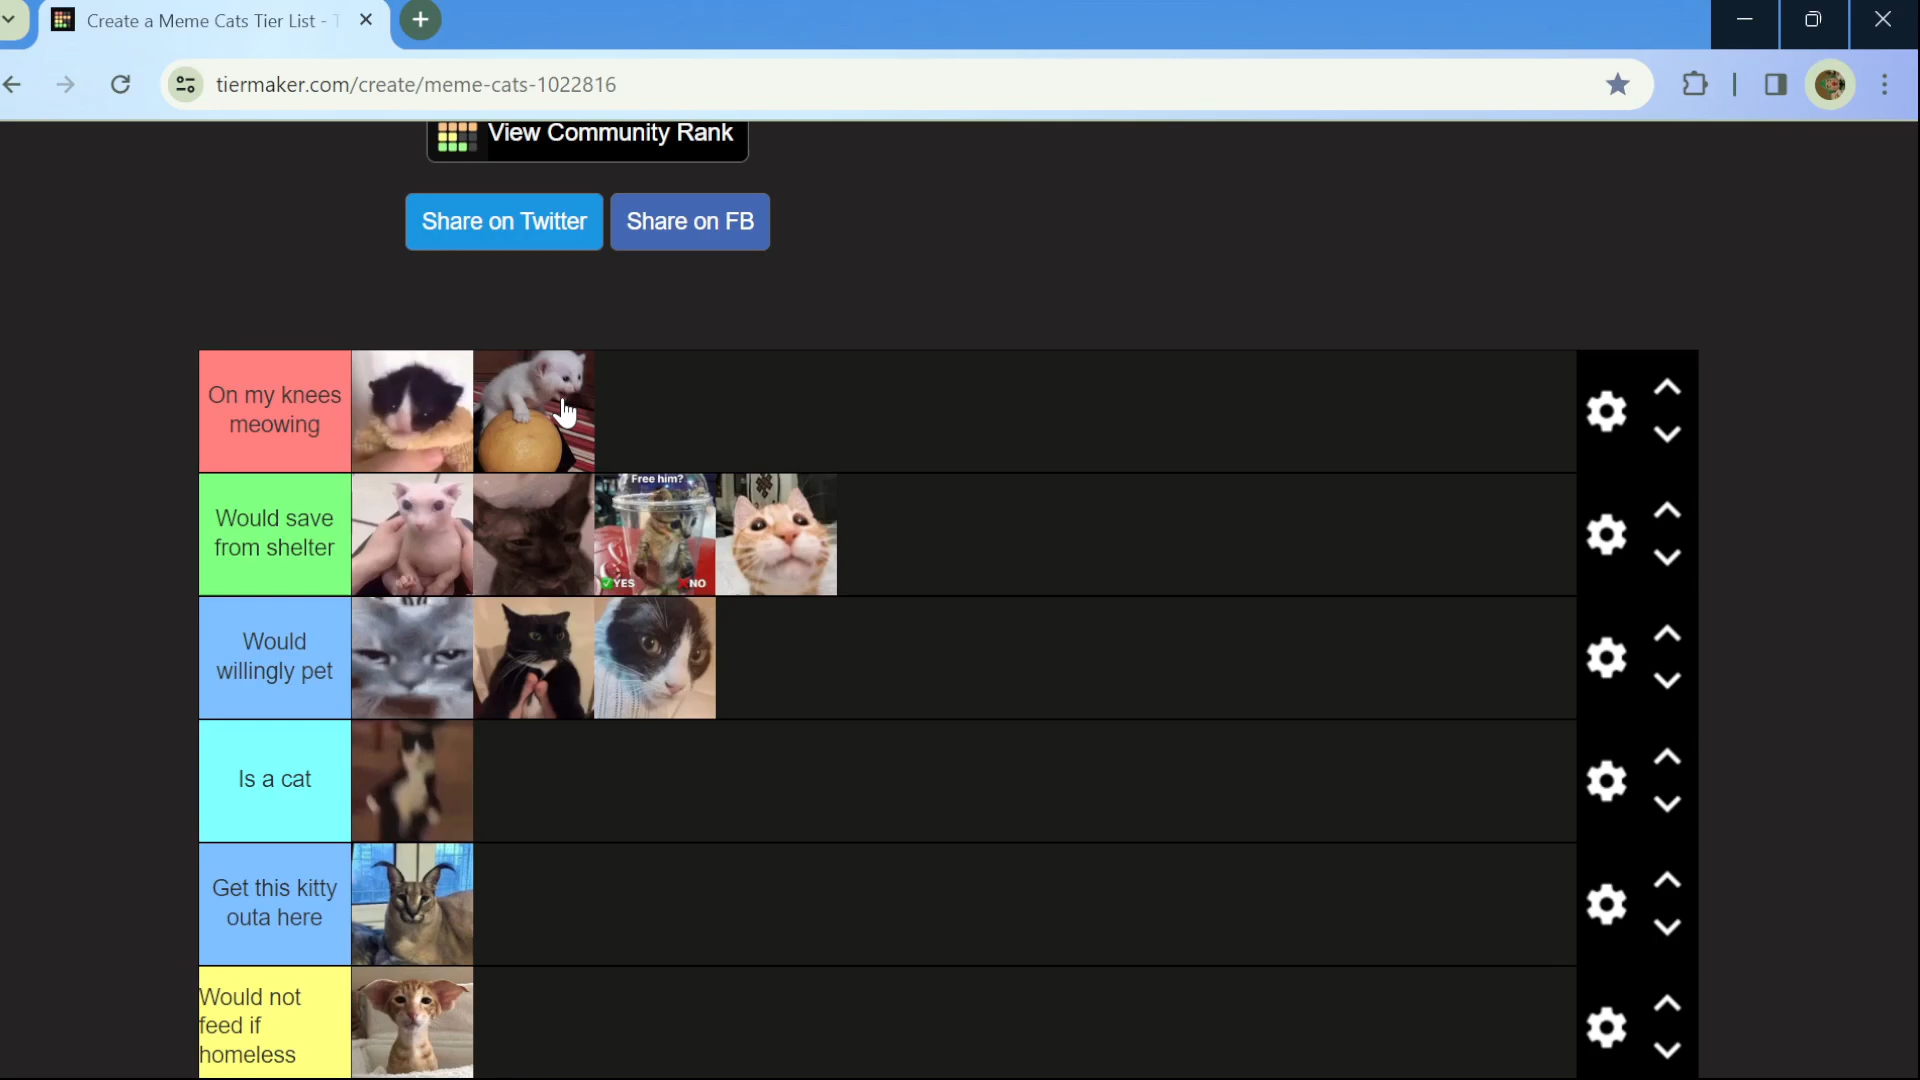 Create a Meme Cats Tier List -
tiermaker.com/create/meme-cats-1022816
View Community Rank
Share on Twitter
Share on FB
On my knees
meowing
Would save
from shelter
Free him?
YES
NO
Would
willingly pet
Is a cat
Get this kitty
outa here
Would not
feed if
homeless